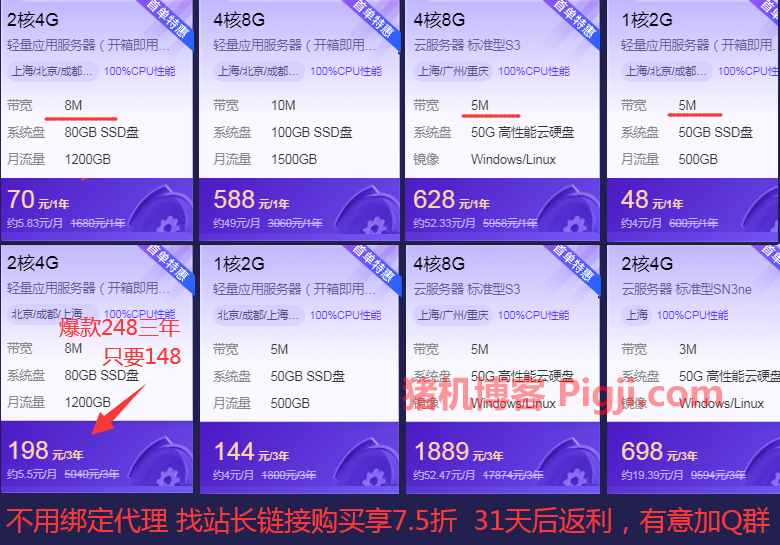 2核4G
首单特惠
轻量应用服务器（开箱即用...
上海/北京/成都... 100%CPU性能
带宽 8M
系统盘 80GB SSD盘
月流量 1200GB
70 元/1年
约5.83元/月 1680元/1年
4核8G
首单特惠
轻量应用服务器（开箱即用...
上海/北京/成都... 100%CPU性能
带宽 10M
系统盘 100GB SSD盘
月流量 1500GB
588 元/1年
约49元/月 3060元/1年
4核8G
首单特惠
云服务器 标准型S3
上海/广州/重庆 100%CPU性能
带宽 5M
系统盘 50G 高性能云硬盘
镜像 Windows/Linux
628 元/1年
约52.33元/月 5958元/1年
1核2G
首单特惠
轻量应用服务器（开箱即用...
上海/北京/成都... 100%CPU性能
带宽 5M
系统盘 50GB SSD盘
月流量 500GB
48 元/1年
约4元/月 600元/1年
2核4G
首单特惠
轻量应用服务器（开箱即用...
北京/成都/上海... 100%CPU性能
爆款248三年
只要148
带宽 8M
系统盘 80GB SSD盘
月流量 1200GB
198 元/3年
约5.5元/月 5040元/3年
1核2G
首单特惠
轻量应用服务器（开箱即用...
北京/成都/上海... 100%CPU性能
带宽 5M
系统盘 50GB SSD盘
月流量 500GB
144 元/3年
约4元/月 1800元/3年
4核8G
首单特惠
云服务器 标准型S3
上海/广州/重庆 100%CPU性能
带宽 5M
系统盘 50G 高性能云硬盘
镜像 Windows/Linux
1889 元/3年
约52.47元/月 17874元/3年
2核4G
首单特惠
云服务器 标准型SN3ne
上海 100%CPU性能
带宽 3M
系统盘 50G 高性能云硬盘
镜像 Windows/Linux
698 元/3年
约19.39元/月 9594元/3年
猪机博客 Pigji.com
不用绑定代理 找站长链接购买享7.5折 31天后返利，有意加Q群